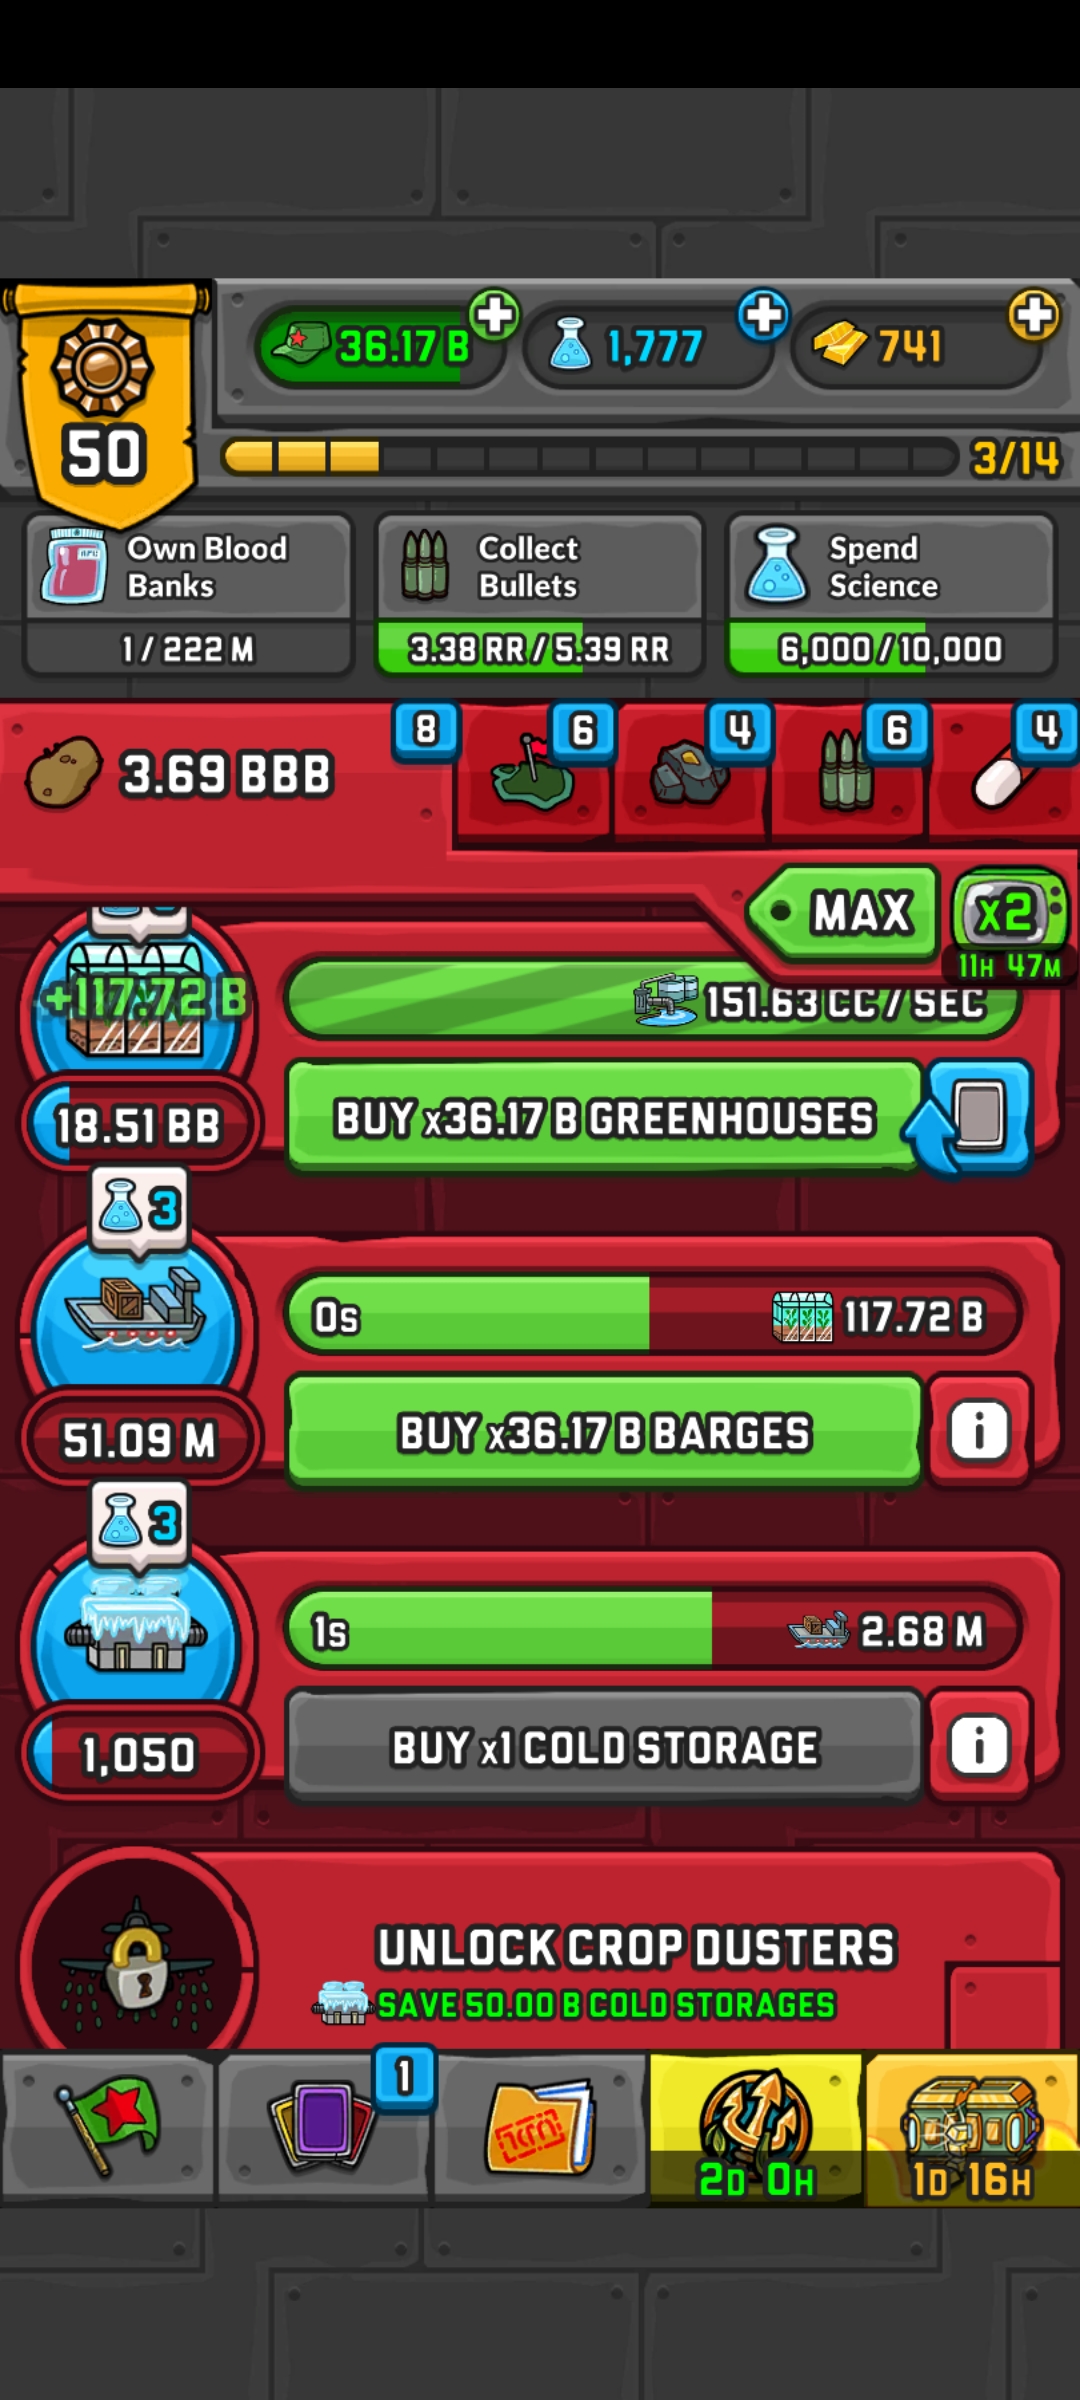 36.17 B
1,777
741
50
3/14
Own Blood
Banks
1 / 222 M
Collect
Bullets
3.38 RR / 5.39 RR
Spend
Science
6,000 / 10,000
3.69 BBB
8
6
4
6
4
MAX
x2
11H 47M
+117.72 B
151.63 CC / SEC
18.51 BB
BUY x36.17 B GREENHOUSES
3
0s
117.72 B
51.09 M
BUY x36.17 B BARGES
3
1s
2.68 M
1,050
BUY x1 COLD STORAGE
UNLOCK CROP DUSTERS
SAVE 50.00 B COLD STORAGES
1
2D 0H
1D 16H